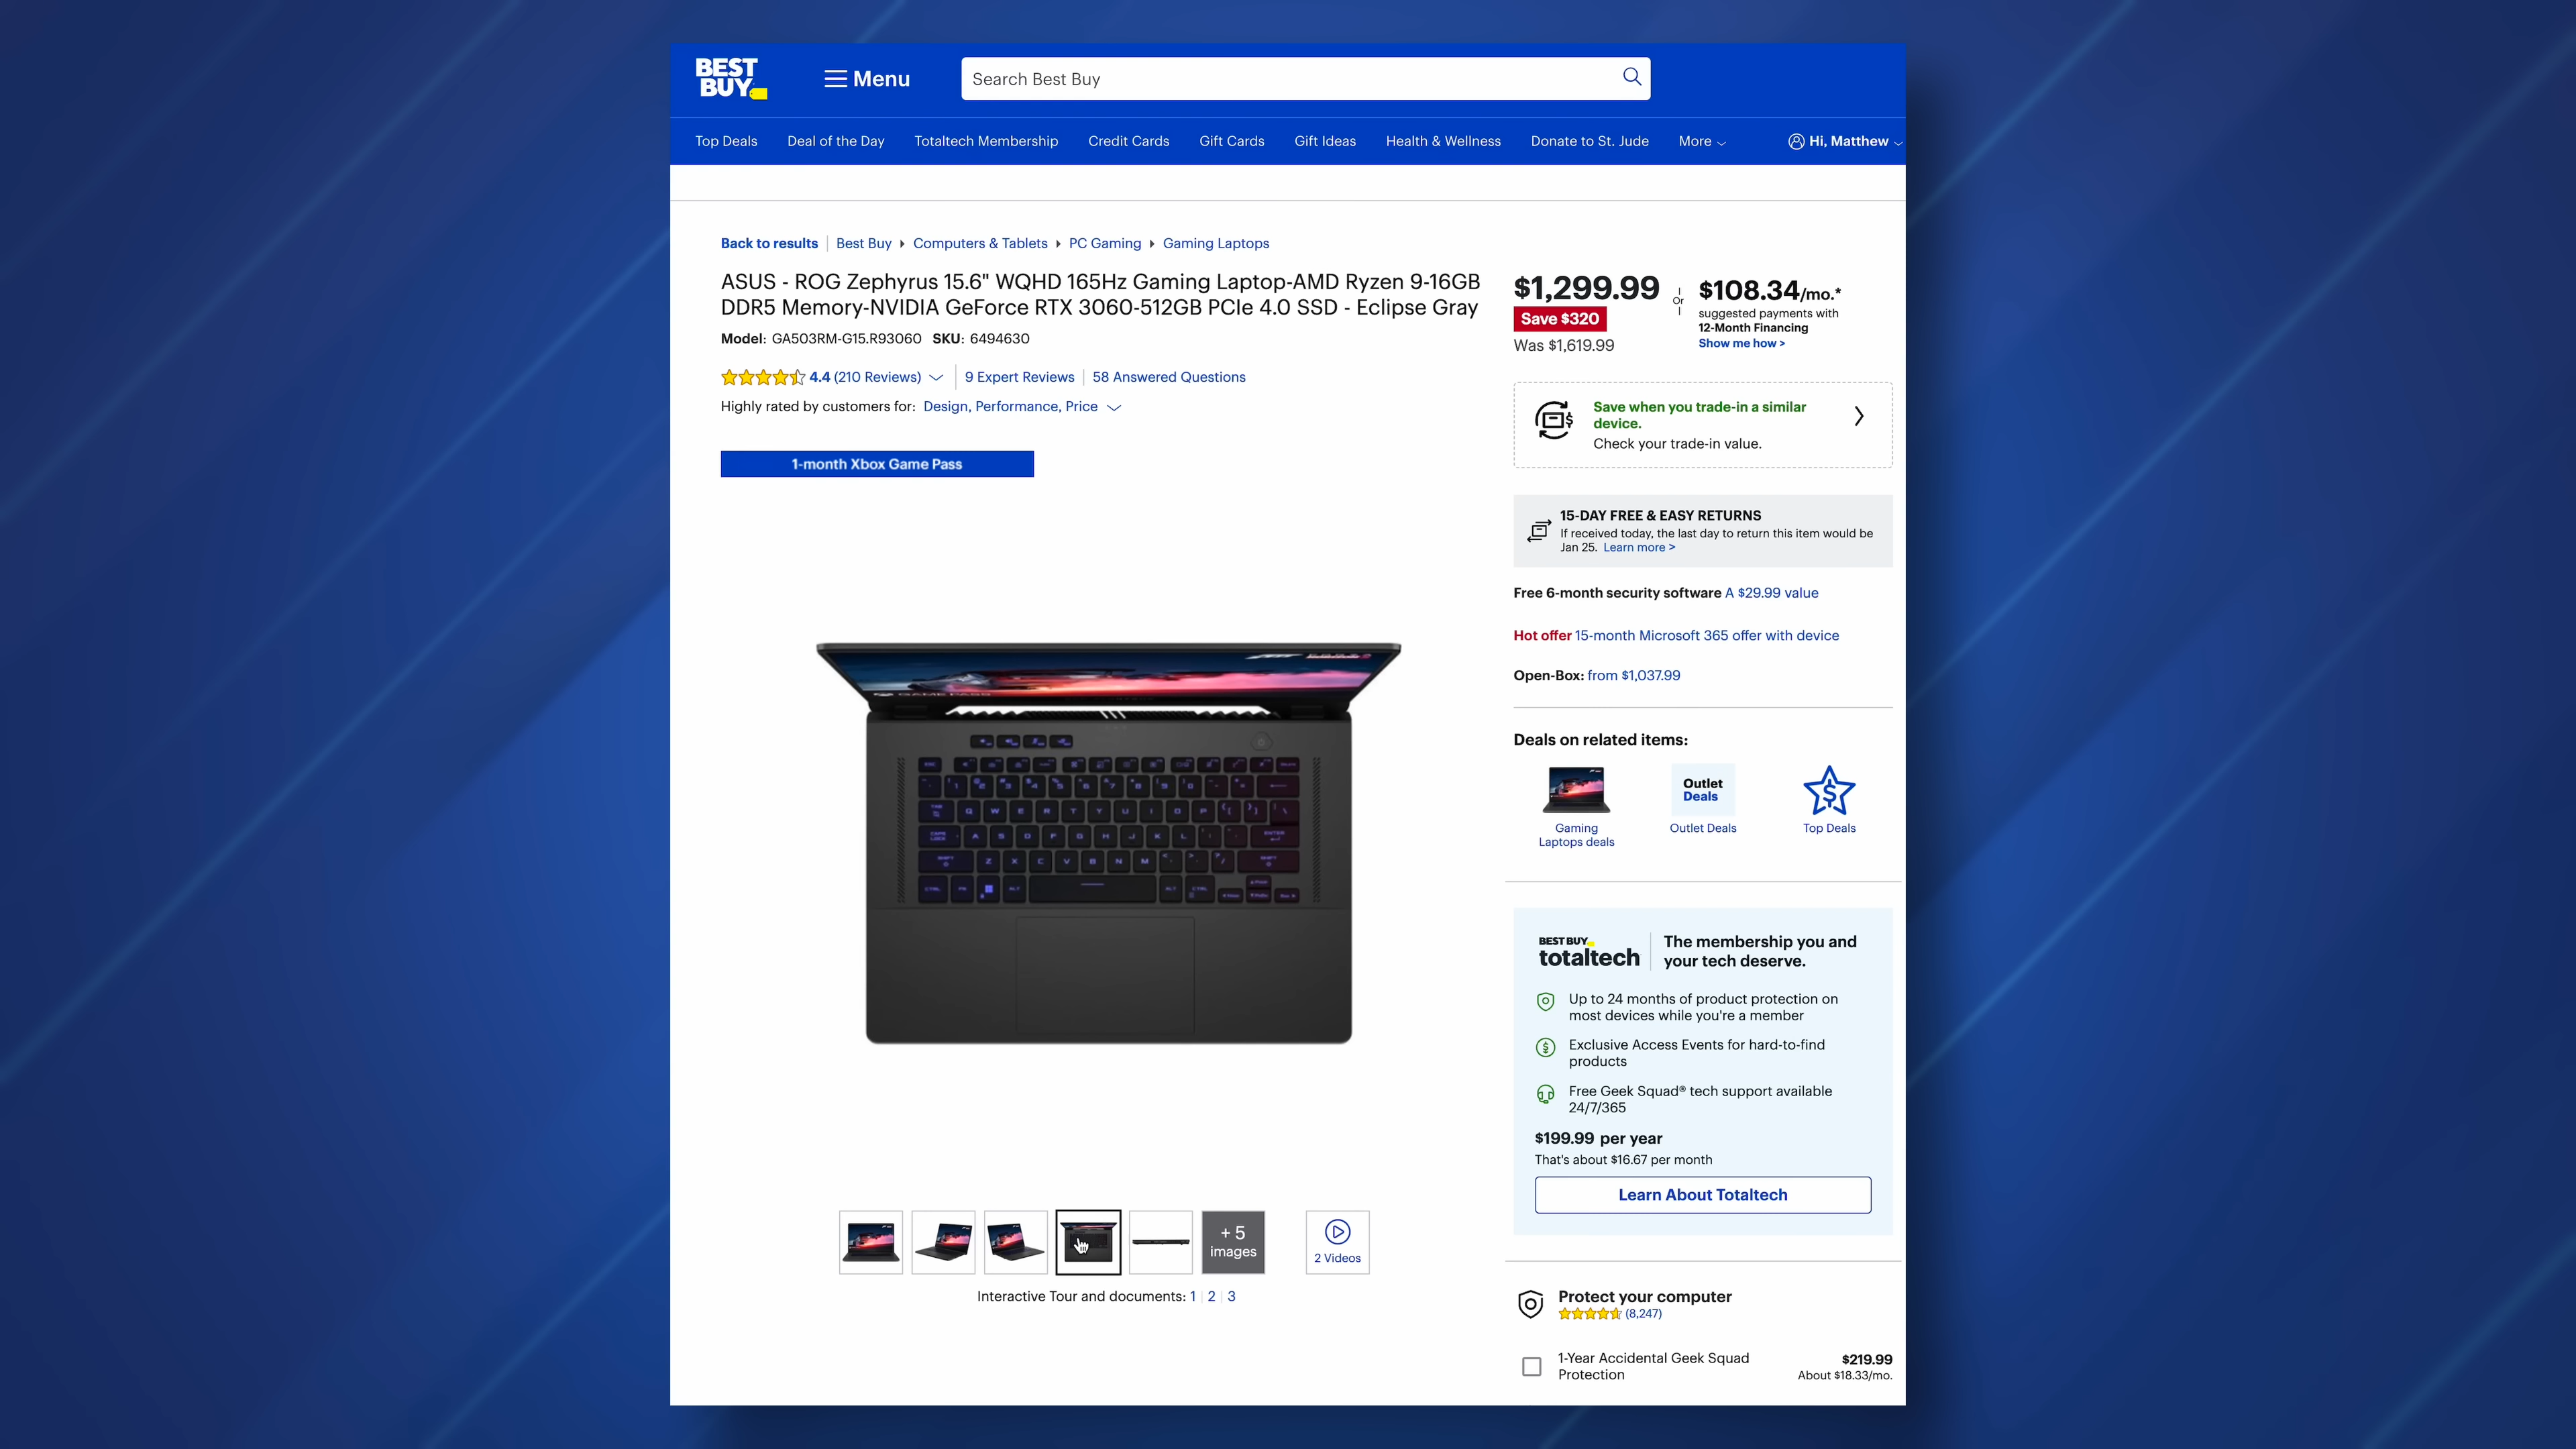 BEST
BUY
Menu
Search Best Buy
Top Deals
Deal of the Day
Totaltech Membership
Credit Cards
Gift Cards
Gift Ideas
Health & Wellness
Donate to St. Jude
More
Hi, Matthew
Back to results
Best Buy
Computers & Tablets
PC Gaming
Gaming Laptops
ASUS - ROG Zephyrus 15.6" WQHD 165Hz Gaming Laptop-AMD Ryzen 9-16GB
DDR5 Memory-NVIDIA GeForce RTX 3060-512GB PCIe 4.0 SSD - Eclipse Gray
Model: GA503RM-G15.R93060 SKU: 6494630
4.4 (210 Reviews)
9 Expert Reviews
58 Answered Questions
Highly rated by customers for: Design, Performance, Price
1-month Xbox Game Pass
+ 5
images
2 Videos
Interactive Tour and documents: 1 2 3
$1,299.99
Save $320
Was $1,619.99
Or
$108.34/mo.*
suggested payments with
12-Month Financing
Show me how >
Save when you trade-in a similar
device.
Check your trade-in value.
15-DAY FREE & EASY RETURNS
If received today, the last day to return this item would be
Jan 25. Learn more >
Free 6-month security software A $29.99 value
Hot offer 15-month Microsoft 365 offer with device
Open-Box: from $1,037.99
Deals on related items:
Gaming
Laptops deals
Outlet
Deals
Outlet Deals
Top Deals
BEST BUY
totaltech
The membership you and
your tech deserve.
Up to 24 months of product protection on
most devices while you're a member
Exclusive Access Events for hard-to-find
products
Free Geek Squad® tech support available
24/7/365
$199.99 per year
That's about $16.67 per month
Learn About Totaltech
Protect your computer
(8,247)
1-Year Accidental Geek Squad
Protection
$219.99
About $18.33/mo.